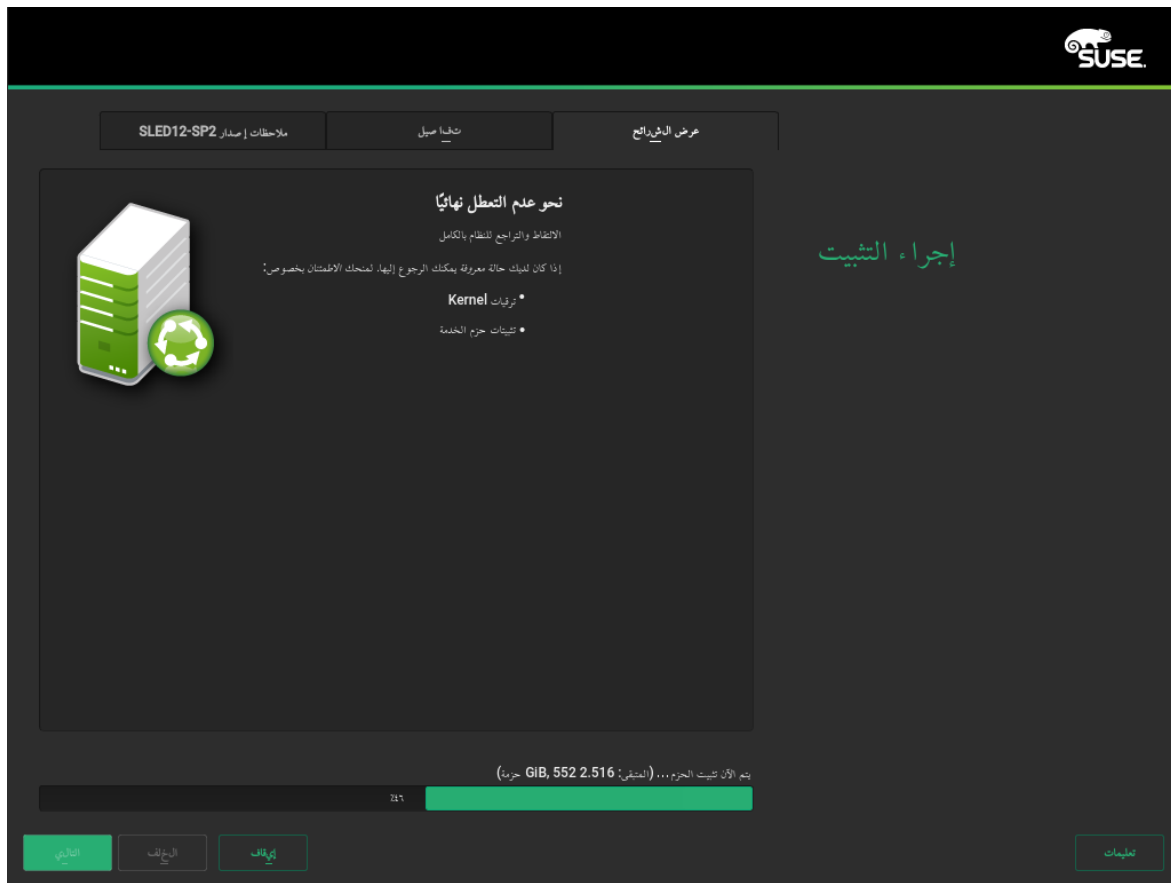 SUSE.
عرض الشرائح
تفاصيل
ملاحظات إصدار SLED12-SP2
إجراء التثبيت
نحو عدم التعطل نهائيًا
الالتقاط والتراجع للنظام بالكامل
إذا كان لديك حالة معروفة يمكنك الرجوع إليها. لمنحك الاطمئنان بخصوص:
• ترقيات Kernel
• تثبيتات حزم الخدمة
يتم الآن تثبيت الحزم... (المتبقى: 2.516 GiB, 552 حزمة)
٤٦٪
تعليمات
إيقاف
الخلف
التالي